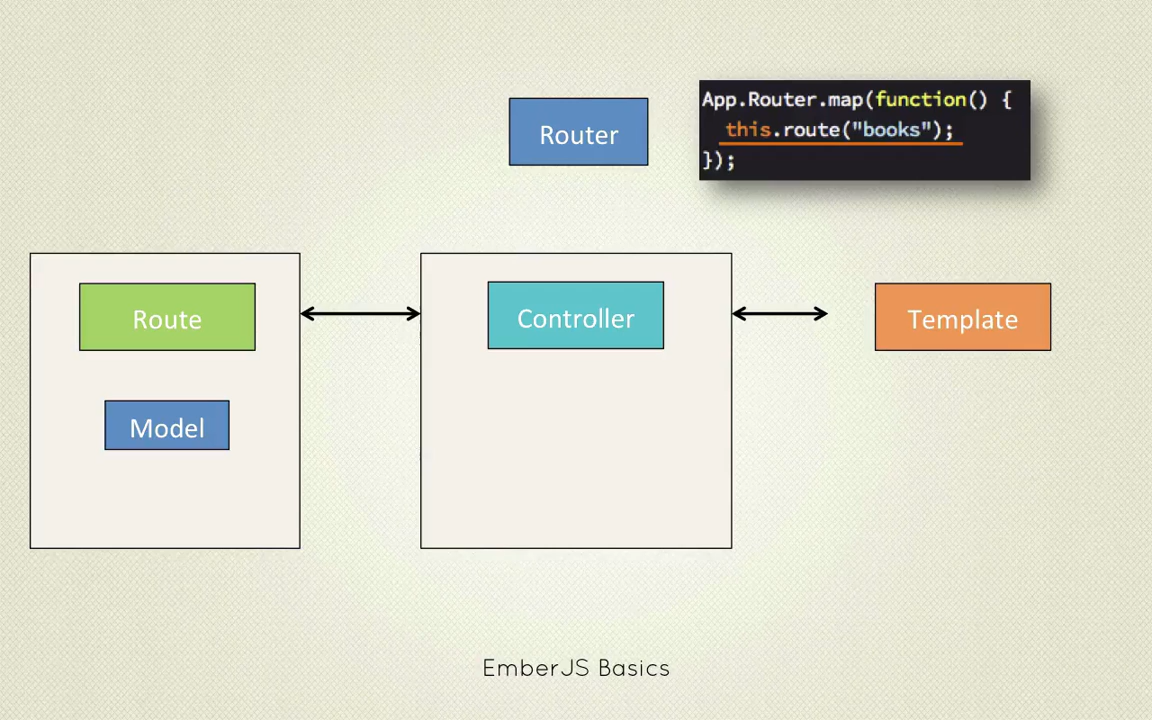 Router
App.Router.map(function() {
this.route("books");
});
Route
Controller
Template
Model
EmberJS Basics